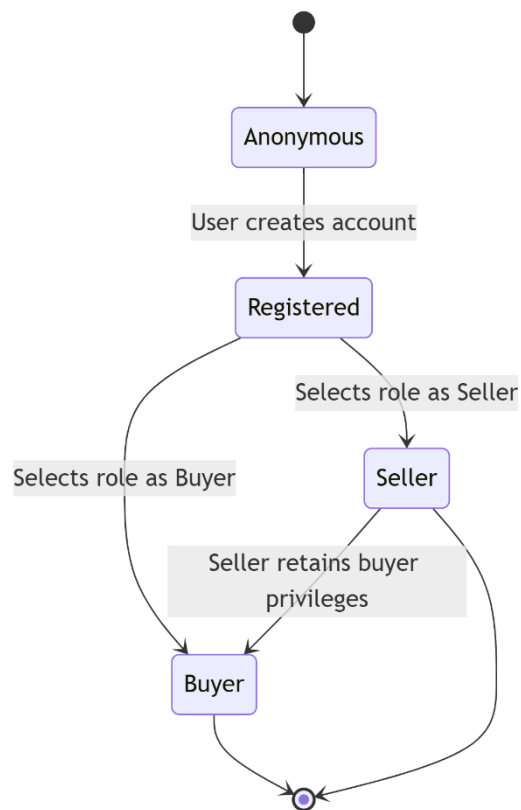 Anonymous
User creates account
Registered
Selects role as Seller
Selects role as Buyer
Seller
Seller retains buyer
privileges
Buyer